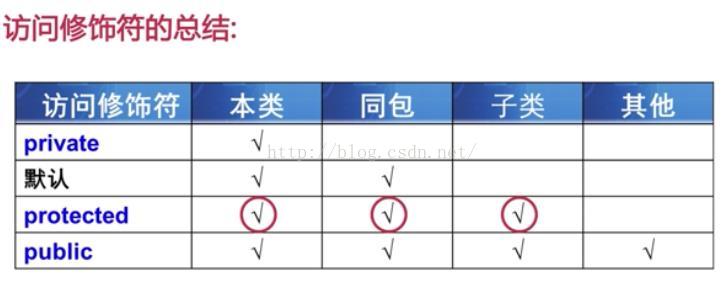 访问修饰符的总结:
访问修饰符 本类 同包 子类 其他
private √
http://blog.csdn.net/
默认 √ √
protected √ √ √
public √ √ √ √